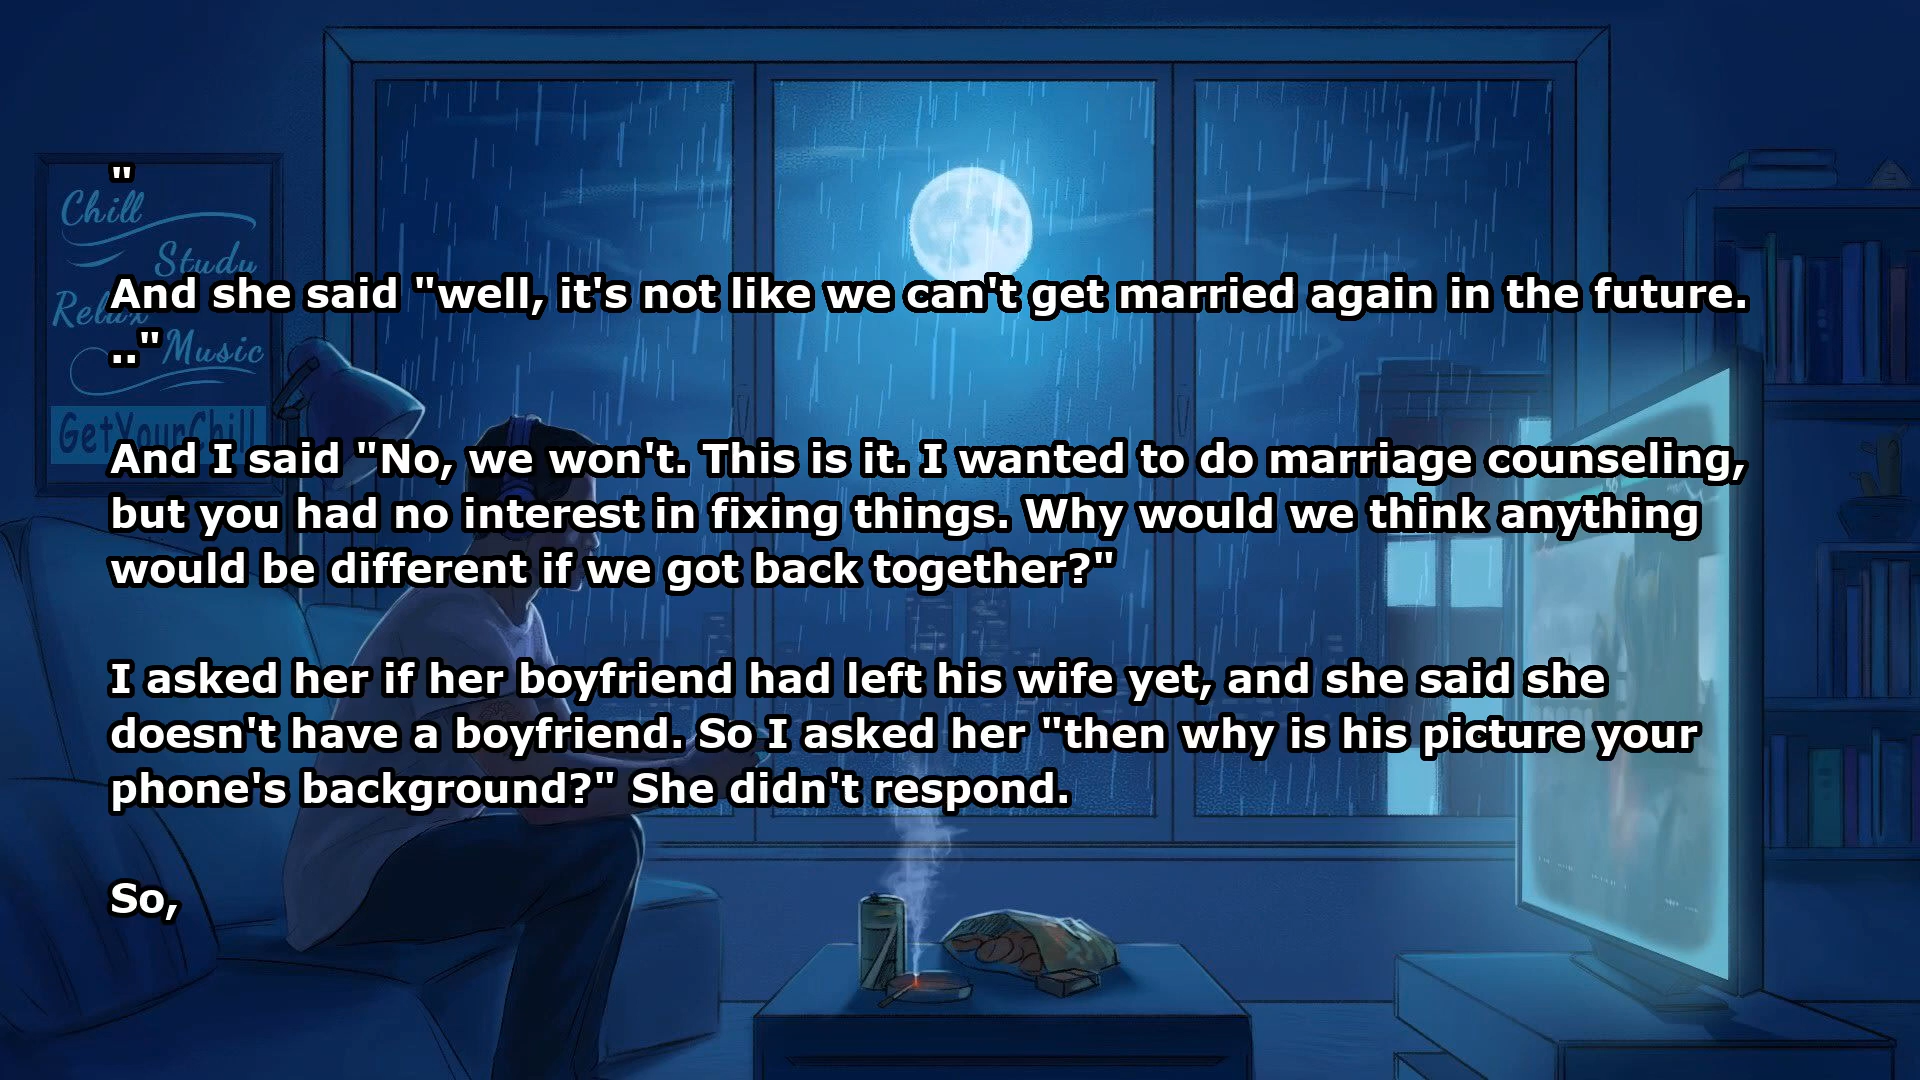 "
Chill
Studu
Relax
Music
GetYourChill
And she said "well, it's not like we can't get married again in the future.
.."
And I said "No, we won't. This is it. I wanted to do marriage counseling,
but you had no interest in fixing things. Why would we think anything
would be different if we got back together?"
I asked her if her boyfriend had left his wife yet, and she said she
doesn't have a boyfriend. So I asked her "then why is his picture your
phone's background?" She didn't respond.
So,